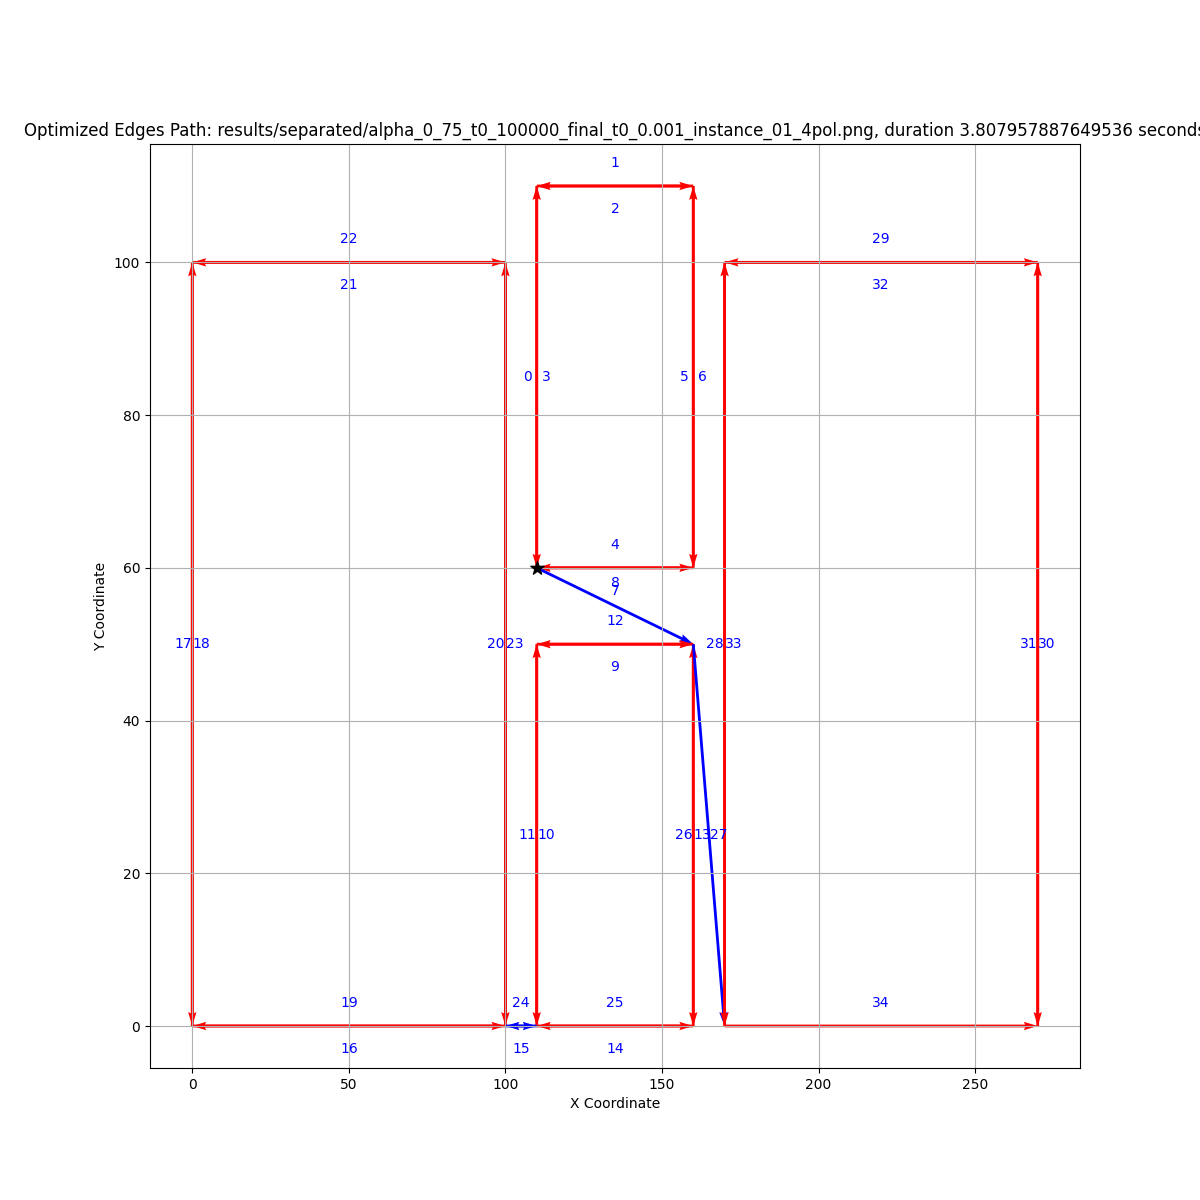 Optimized Edges Path: results/separated/alpha_0_75_t0_100000_final_t0_0.001_instance_01_4pol.png, duration 3.807957887649536 seconds
1
2
22
29
100
21
32
0 3 5 6
80
4
60
8
7
12
Y Coordinate
17 18 20 23 28 33 31 30
9
40
11 10 26 13 27
20
19 24 25 34
0
16 15 14
0 50 100 150 200 250
X Coordinate